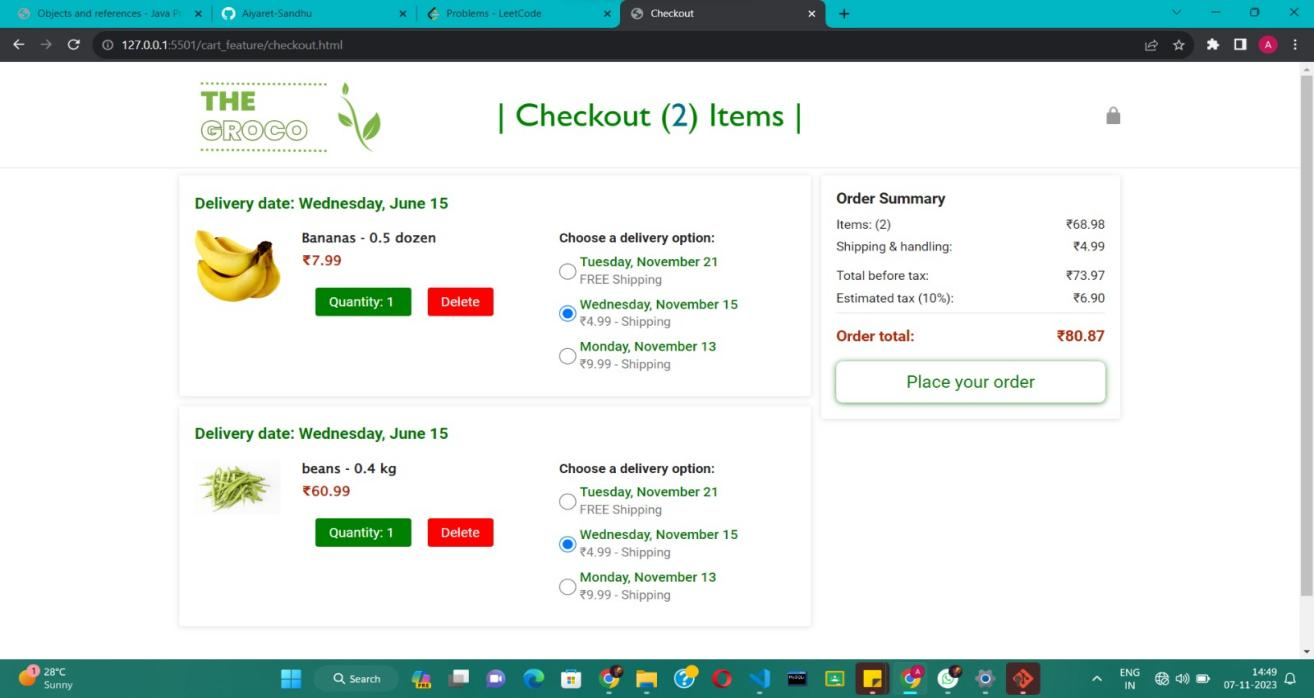 Objects and references - Java Pr
Aiyaret-Sandhu
Problems - LeetCode
Checkout
127.0.0.1:5501/cart_feature/checkout.html
A
THE
GROCO
| Checkout (2) Items |
Delivery date: Wednesday, June 15
Bananas - 0.5 dozen
₹7.99
Quantity: 1
Delete
Choose a delivery option:
Tuesday, November 21
FREE Shipping
Wednesday, November 15
₹4.99 - Shipping
Monday, November 13
₹9.99 - Shipping
Delivery date: Wednesday, June 15
beans - 0.4 kg
₹60.99
Quantity: 1
Delete
Choose a delivery option:
Tuesday, November 21
FREE Shipping
Wednesday, November 15
₹4.99 - Shipping
Monday, November 13
₹9.99 - Shipping
Order Summary
Items: (2) ₹68.98
Shipping & handling: ₹4.99
Total before tax: ₹73.97
Estimated tax (10%): ₹6.90
Order total: ₹80.87
Place your order
1
28°C
Sunny
Search
PRE
ENG
IN
14:49
07-11-2023